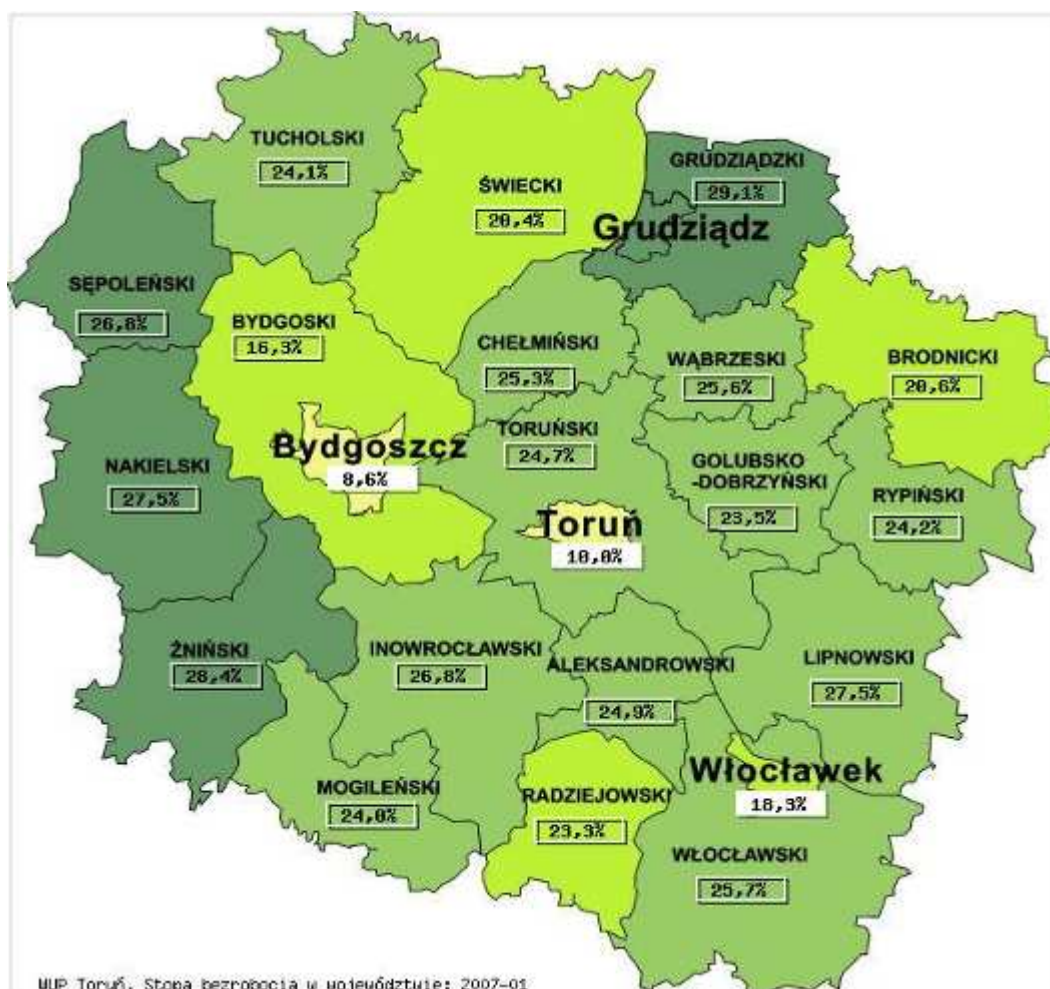 TUCHOLSKI
24,1%
ŚWIECKI
20,4%
GRUDZIĄDZKI
29,1%
Grudziądz
SĘPOLEŃSKI
26,8%
BYDGOSKI
16,3%
CHEŁMIŃSKI
25,3%
WĄBRZESKI
25,6%
BRODNICKI
20,6%
Bydgoszcz
8,6%
TORUŃSKI
24,7%
NAKIELSKI
27,5%
GOLUBSKO
-DOBRZYŃSKI
23,5%
RYPIŃSKI
24,2%
Toruń
10,0%
ŻNIŃSKI
28,4%
INOWROCŁAWSKI
26,8%
ALEKSANDROWSKI
24,9%
LIPNOWSKI
27,5%
MOGILEŃSKI
24,0%
RADZIEJOWSKI
23,3%
Włocławek
18,3%
WŁOCŁAWSKI
25,7%
WUP Toruń. Stopa bezrobocia w województwie: 2007-01